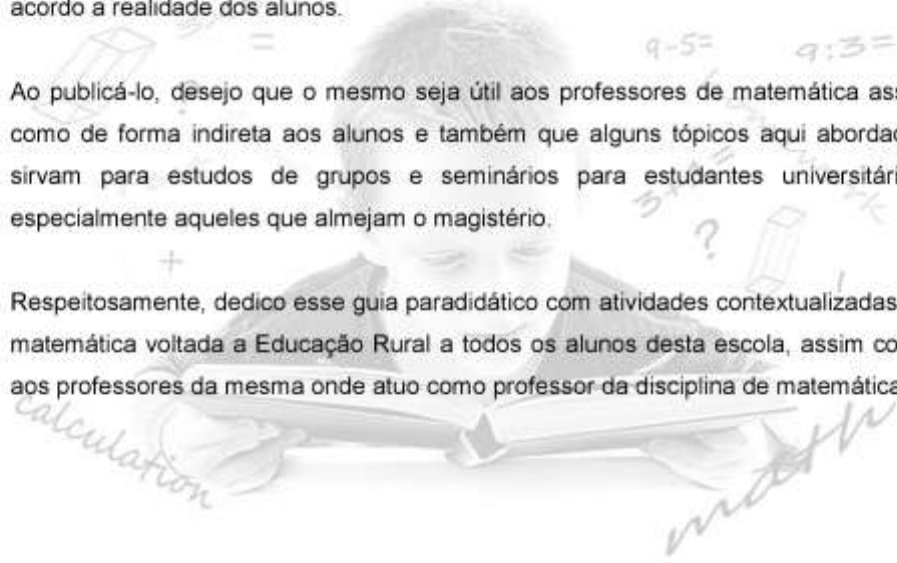 acordo a realidade dos alunos.
9-5=
9:3=
Ao publicá-lo, desejo que o mesmo seja útil aos professores de matemática ass
como de forma indireta aos alunos e também que alguns tópicos aqui abordad
sirvam para estudos de grupos e seminários para estudantes universitári
especialmente aqueles que almejam o magistério.
?
+
Respeitosamente, dedico esse guia paradidático com atividades contextualizadas
matemática voltada a Educação Rural a todos os alunos desta escola, assim co
aos professores da mesma onde atuo como professor da disciplina de matemática
calculation
math